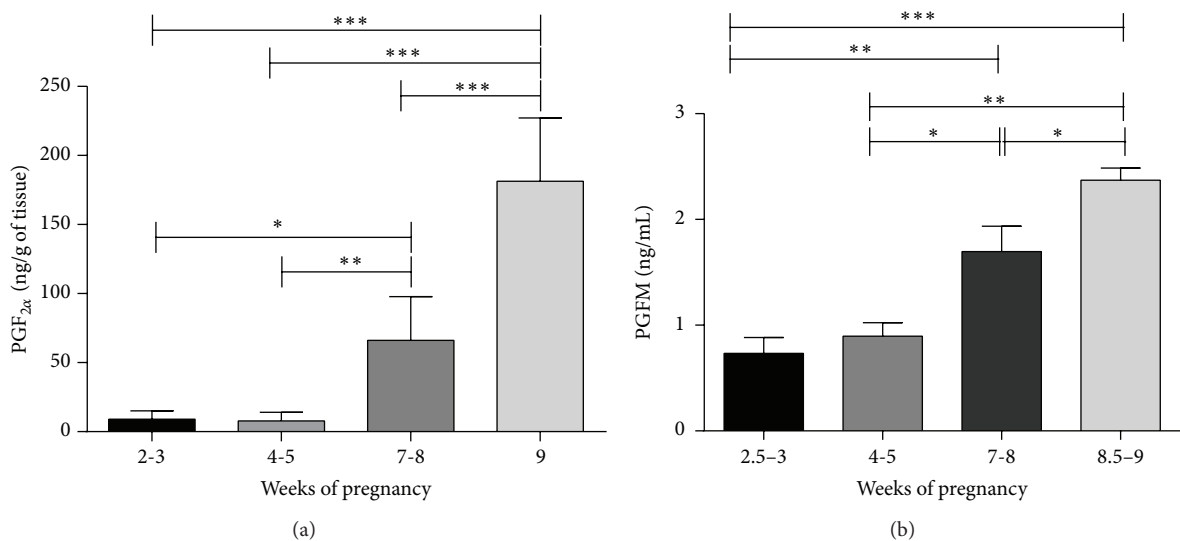 ***
***
***
*
**
250
200
150
100
50
0
PGF2α (ng/g of tissue)
2-3 4-5 7-8 9
Weeks of pregnancy
(a)
***
**
**
*
*
3
2
1
0
PGFM (ng/mL)
2.5–3 4-5 7-8 8.5–9
Weeks of pregnancy
(b)